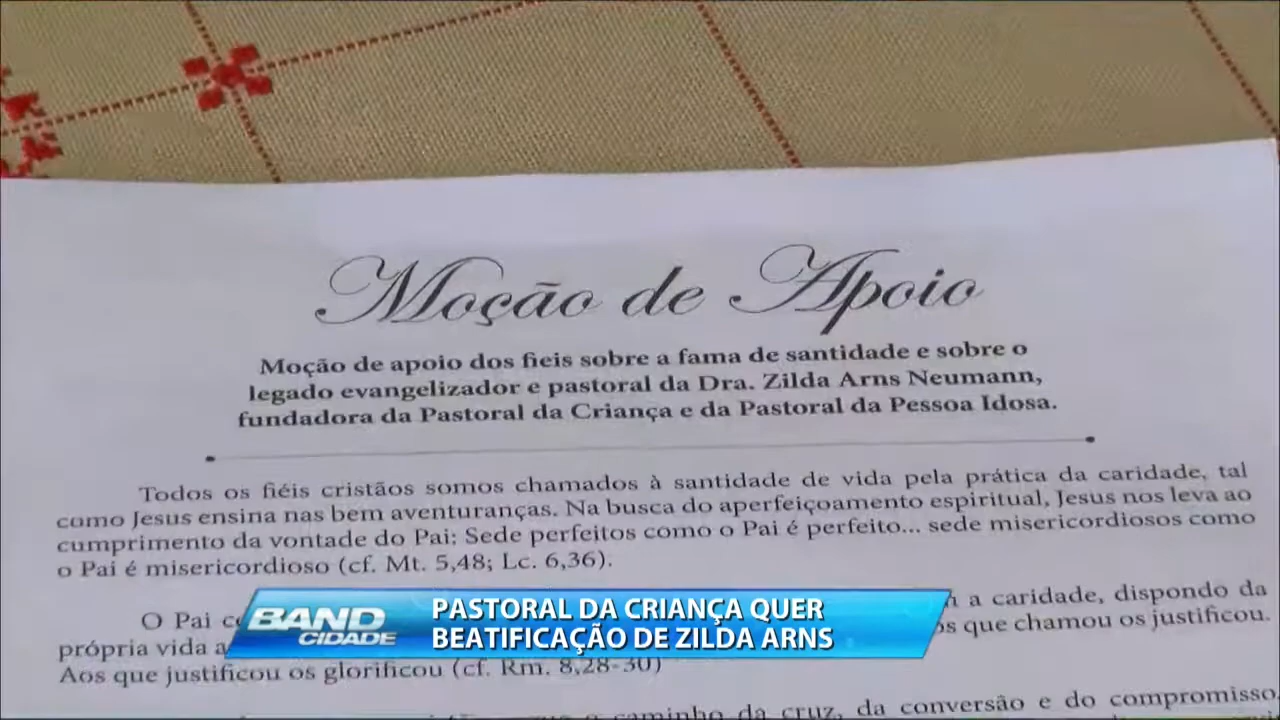 Moção de Apoio
Moção de apoio dos fieis sobre a fama de santidade e sobre o
legado evangelizador e pastoral da Dra. Zilda Arns Neumann,
fundadora da Pastoral da Criança e da Pastoral da Pessoa Idosa.
Todos os fiéis cristãos somos chamados à santidade de vida pela prática da caridade, tal
como Jesus ensina nas bem aventuranças. Na busca do aperfeiçoamento espiritual, Jesus nos leva ao
cumprimento da vontade do Pai: Sede perfeitos como o Pai é perfeito... sede misericordiosos como
o Pai é misericordioso (cf. Mt. 5,48; Lc. 6,36).
O Pai a caridade, dispondo da
própria vida que chamou os justificou.
Aos que justificou os glorificou (cf. Rm. 8,28-30)
caminho da cruz, da conversão e do compromisso
BAND
CIDADE
PASTORAL DA CRIANÇA QUER
BEATIFICAÇÃO DE ZILDA ARNS